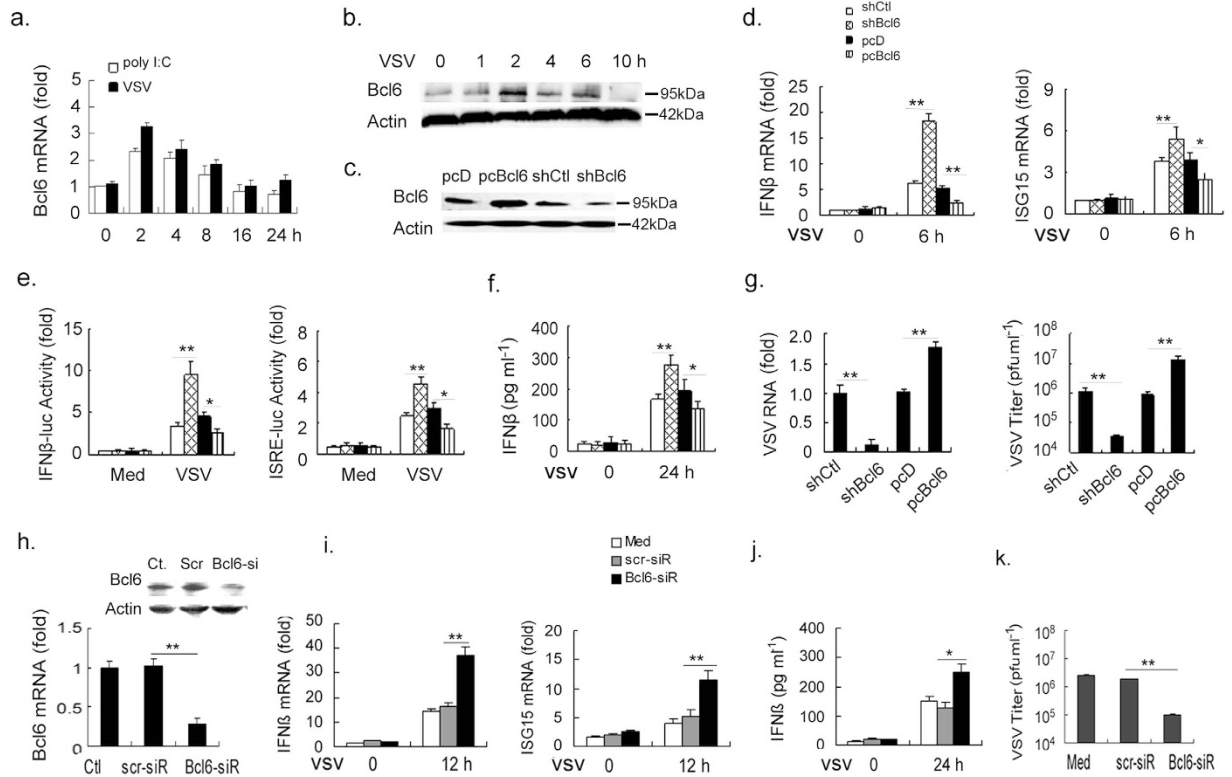 a.
poly I:C
VSV
Bcl6 mRNA (fold)
5
4
3
2
1
0
0 2 4 8 16 24 h
b.
VSV 0 1 2 4 6 10 h
Bcl6 95kDa
Actin 42kDa
c.
pcD pcBcl6 shCtl shBcl6
Bcl6 95kDa
Actin 42kDa
d.
shCtl
shBcl6
pcD
pcBcl6
IFNβ mRNA (fold)
25
20
15
10
5
0
** **
VSV 0 6 h
ISG15 mRNA (fold)
9
6
3
0
** *
VSV 0 6 h
e.
IFNβ-luc Activity (fold)
15
10
5
0
** *
Med VSV
ISRE-luc Activity (fold)
8
6
4
2
0
** *
Med VSV
f.
IFNβ (pg ml-1)
400
300
200
100
0
** *
VSV 0 24 h
g.
VSV RNA (fold)
2.0
1.5
1.0
0.5
0
** **
shCtl shBcl6 pcD pcBcl6
VSV Titer (pfu ml-1)
10^8
10^7
10^6
10^5
10^4
** **
shCtl shBcl6 pcD pcBcl6
h.
Ct. Scr Bcl6-si
Bcl6
Actin
Bcl6 mRNA (fold)
1.5
1
0.5
0
**
Ctl scr-siR Bcl6-siR
i.
Med
scr-siR
Bcl6-siR
IFNß mRNA (fold)
50
40
30
20
10
0
**
VSV 0 12 h
ISG15 mRNA (fold)
20
15
10
5
0
**
VSV 0 12 h
j.
IFNß (pg ml-1)
400
300
200
100
0
*
VSV 0 24 h
k.
VSV Titer (pfu ml-1)
10^8
10^7
10^6
10^5
10^4
**
Med scr-siR Bcl6-siR